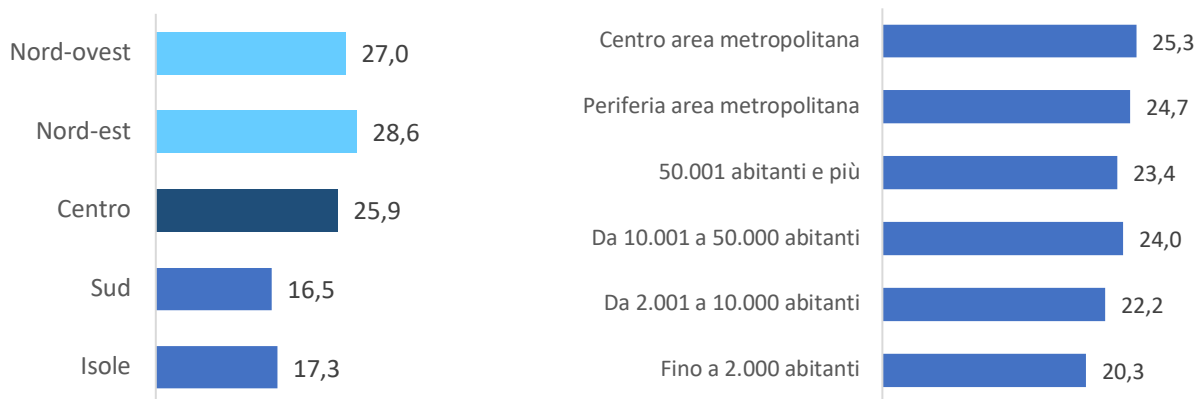 Nord-ovest 27,0
Nord-est 28,6
Centro 25,9
Sud 16,5
Isole 17,3
Centro area metropolitana 25,3
Periferia area metropolitana 24,7
50.001 abitanti e più 23,4
Da 10.001 a 50.000 abitanti 24,0
Da 2.001 a 10.000 abitanti 22,2
Fino a 2.000 abitanti 20,3